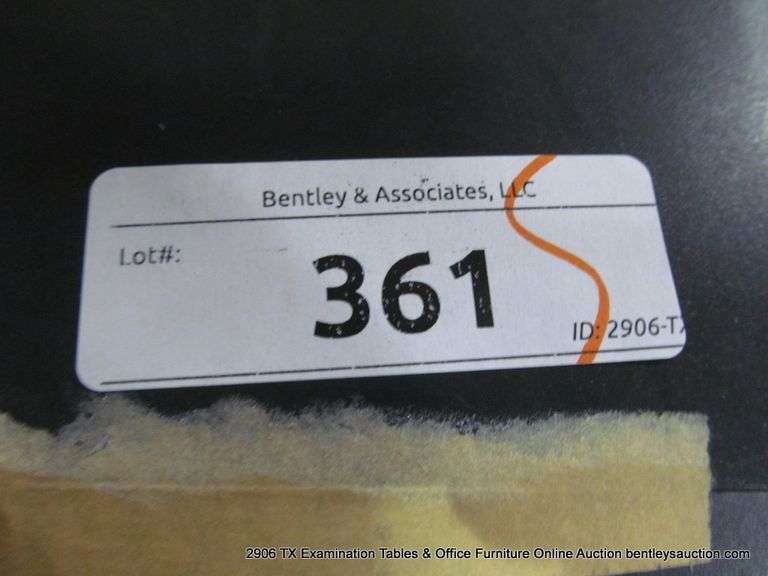 Bentley & Associates, LLC
Lot#:
361
ID: 2906-TX
2906 TX Examination Tables & Office Furniture Online Auction bentleysauction.com